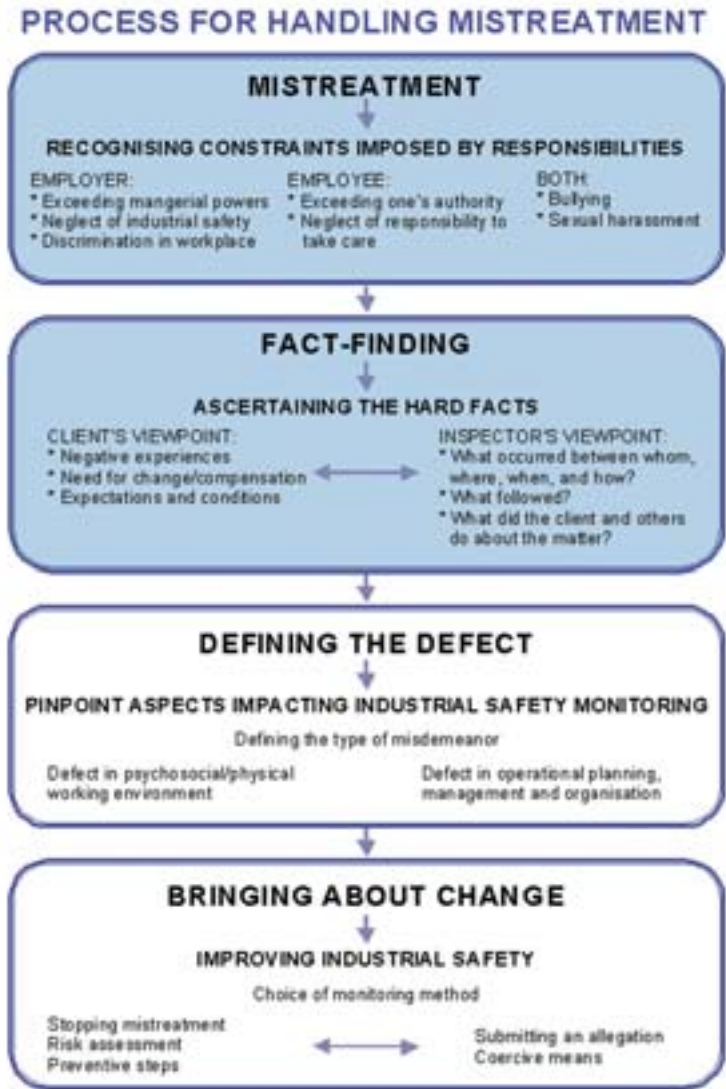 PROCESS FOR HANDLING MISTREATMENT
MISTREATMENT
RECOGNISING CONSTRAINTS IMPOSED BY RESPONSIBILITIES
EMPLOYER:
* Exceeding mangerial powers
* Neglect of industrial safety
* Discrimination in workplace
EMPLOYEE:
* Exceeding one's authority
* Neglect of responsibility to
take care
BOTH:
* Bullying
* Sexual harassment
FACT-FINDING
ASCERTAINING THE HARD FACTS
CLIENT'S VIEWPOINT:
* Negative experiences
* Need for change/compensation
* Expectations and conditions
INSPECTOR'S VIEWPOINT:
* What occurred between whom,
where, when, and how?
* What followed?
* What did the client and others
do about the matter?
DEFINING THE DEFECT
PINPOINT ASPECTS IMPACTING INDUSTRIAL SAFETY MONITORING
Defining the type of misdemeanor
Defect in psychosocial/physical
working environment
Defect in operational planning,
management and organisation
BRINGING ABOUT CHANGE
IMPROVING INDUSTRIAL SAFETY
Choice of monitoring method
Stopping mistreatment
Risk assessment
Preventive steps
Submitting an allegation
Coercive means